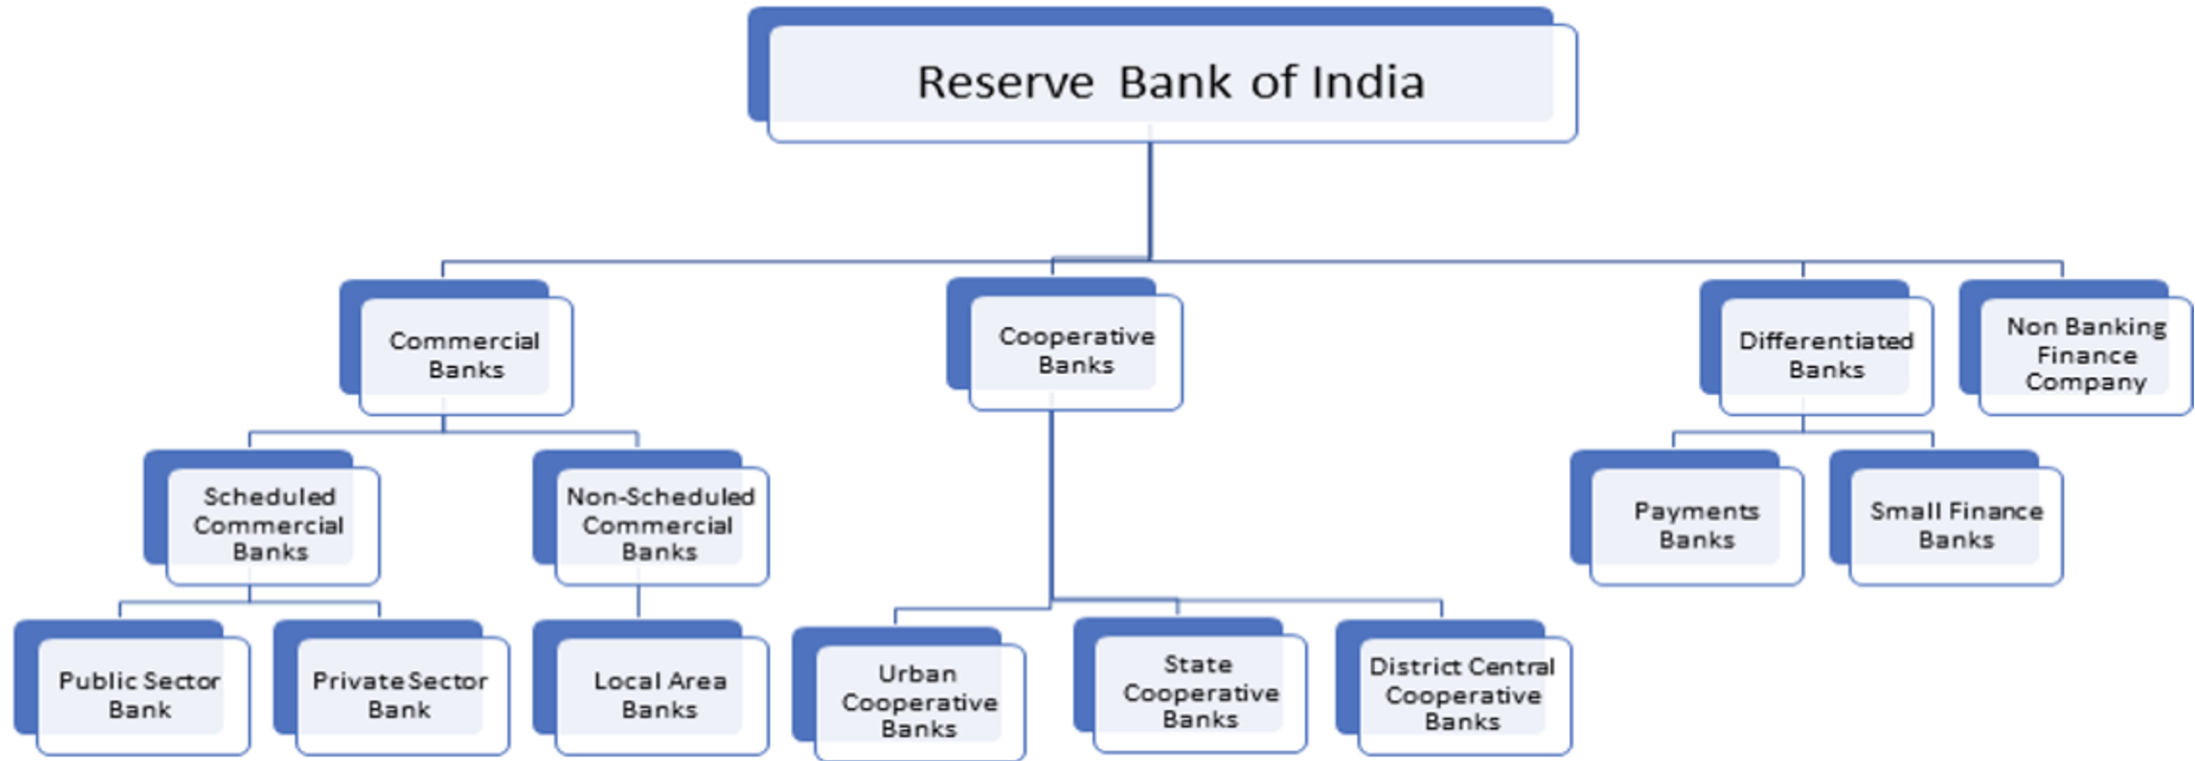 Reserve Bank of India
Commercial
Banks
Cooperative
Banks
Differentiated
Banks
Non Banking
Finance
Company
Scheduled
Commercial
Banks
Non-Scheduled
Commercial
Banks
Payments
Banks
Small Finance
Banks
Public Sector
Bank
Private Sector
Bank
Local Area
Banks
Urban
Cooperative
Banks
State
Cooperative
Banks
District Central
Cooperative
Banks